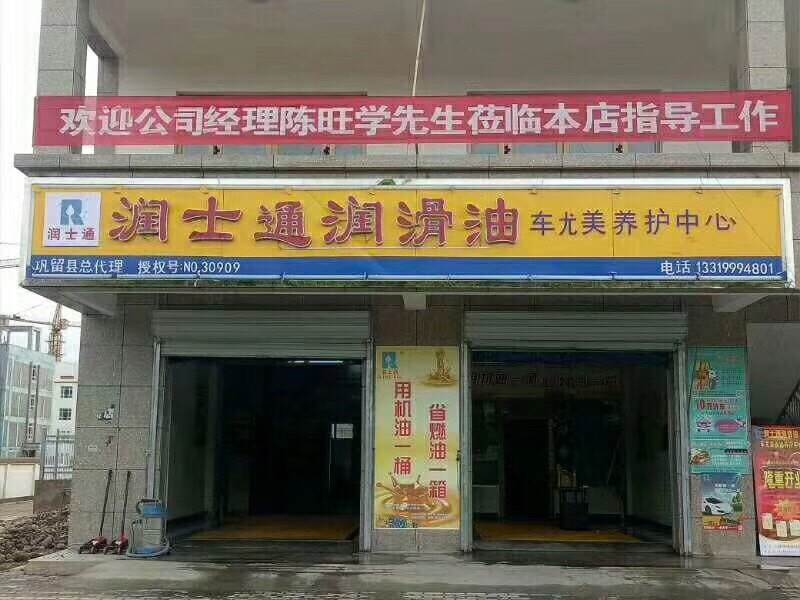 欢迎公司经理陈旺学先生莅临本店指导工作
R
润士通
润士通润滑油 车尤美养护中心
巩留县总代理 授权号:NO.30909
电话 13319994801
用机油一桶
省燃油一箱
隆重开业